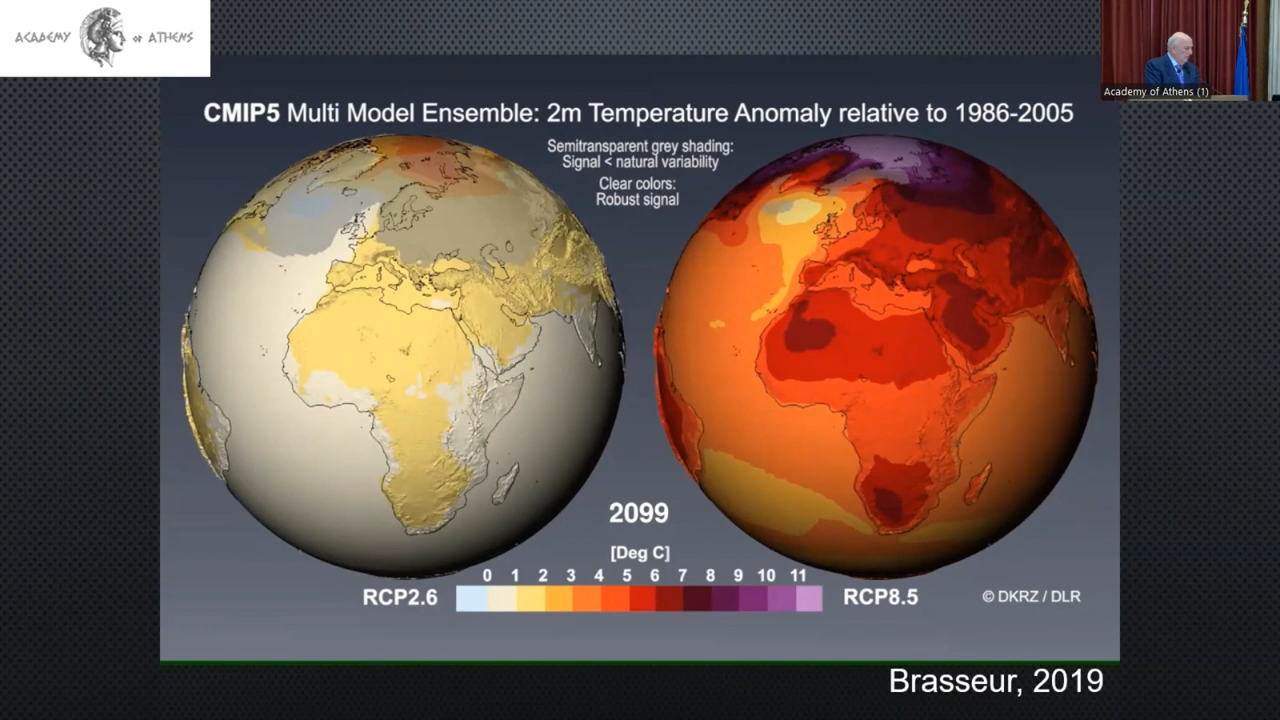 ACADEMY OF ATHENS
Academy of Athens (1)
CMIP5 Multi Model Ensemble: 2m Temperature Anomaly relative to 1986-2005
Semitransparent grey shading:
Signal < natural variability
Clear colors:
Robust signal
2099
[Deg C]
0 1 2 3 4 5 6 7 8 9 10 11
RCP2.6
RCP8.5
© DKRZ / DLR
Brasseur, 2019